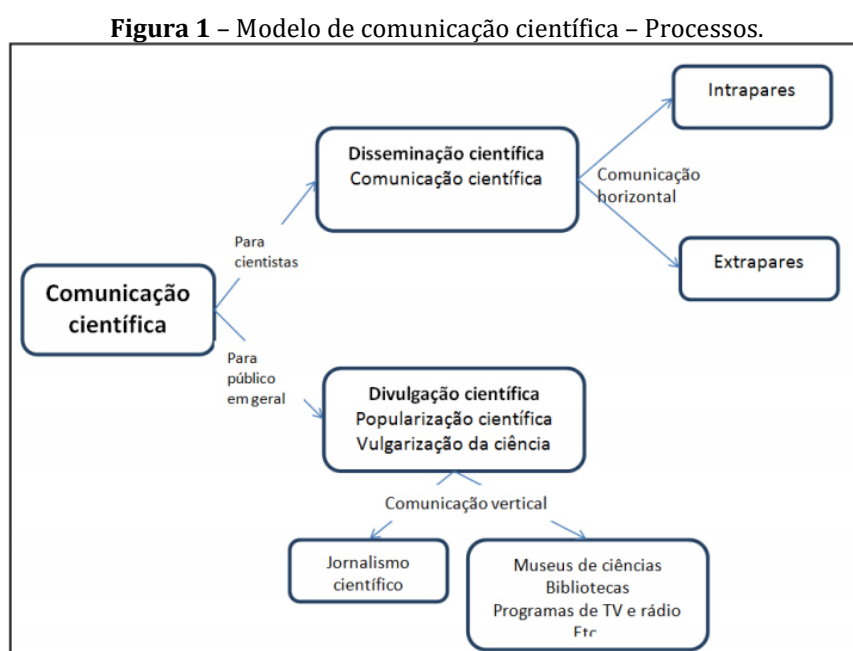 Figura 1 – Modelo de comunicação científica – Processos.
Intrapares
Disseminação científica
Comunicação científica
Comunicação
horizontal
Para
cientistas
Extrapares
Comunicação
científica
Para
público
em geral
Divulgação científica
Popularização científica
Vulgarização da ciência
Comunicação vertical
Jornalismo
científico
Museus de ciências
Bibliotecas
Programas de TV e rádio
Etc